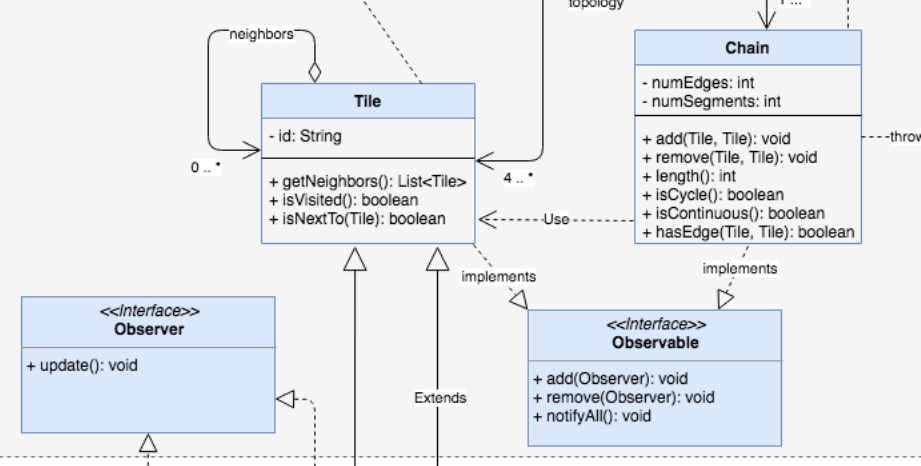 topology
1 ...
neighbors
Chain
- numEdges: int
- numSegments: int
Tile
- id: String
+ add(Tile, Tile): void
+ remove(Tile, Tile): void
+ length(): int
+ isCycle(): boolean
+ isContinuous(): boolean
+ hasEdge(Tile, Tile): boolean
throw
0 .. *
4 .. *
+ getNeighbors(): List<Tile>
+ isVisited(): boolean
+ isNextTo(Tile): boolean
Use
implements
implements
<<Interface>>
Observer
+ update(): void
<<Interface>>
Observable
+ add(Observer): void
+ remove(Observer): void
+ notifyAll(): void
Extends